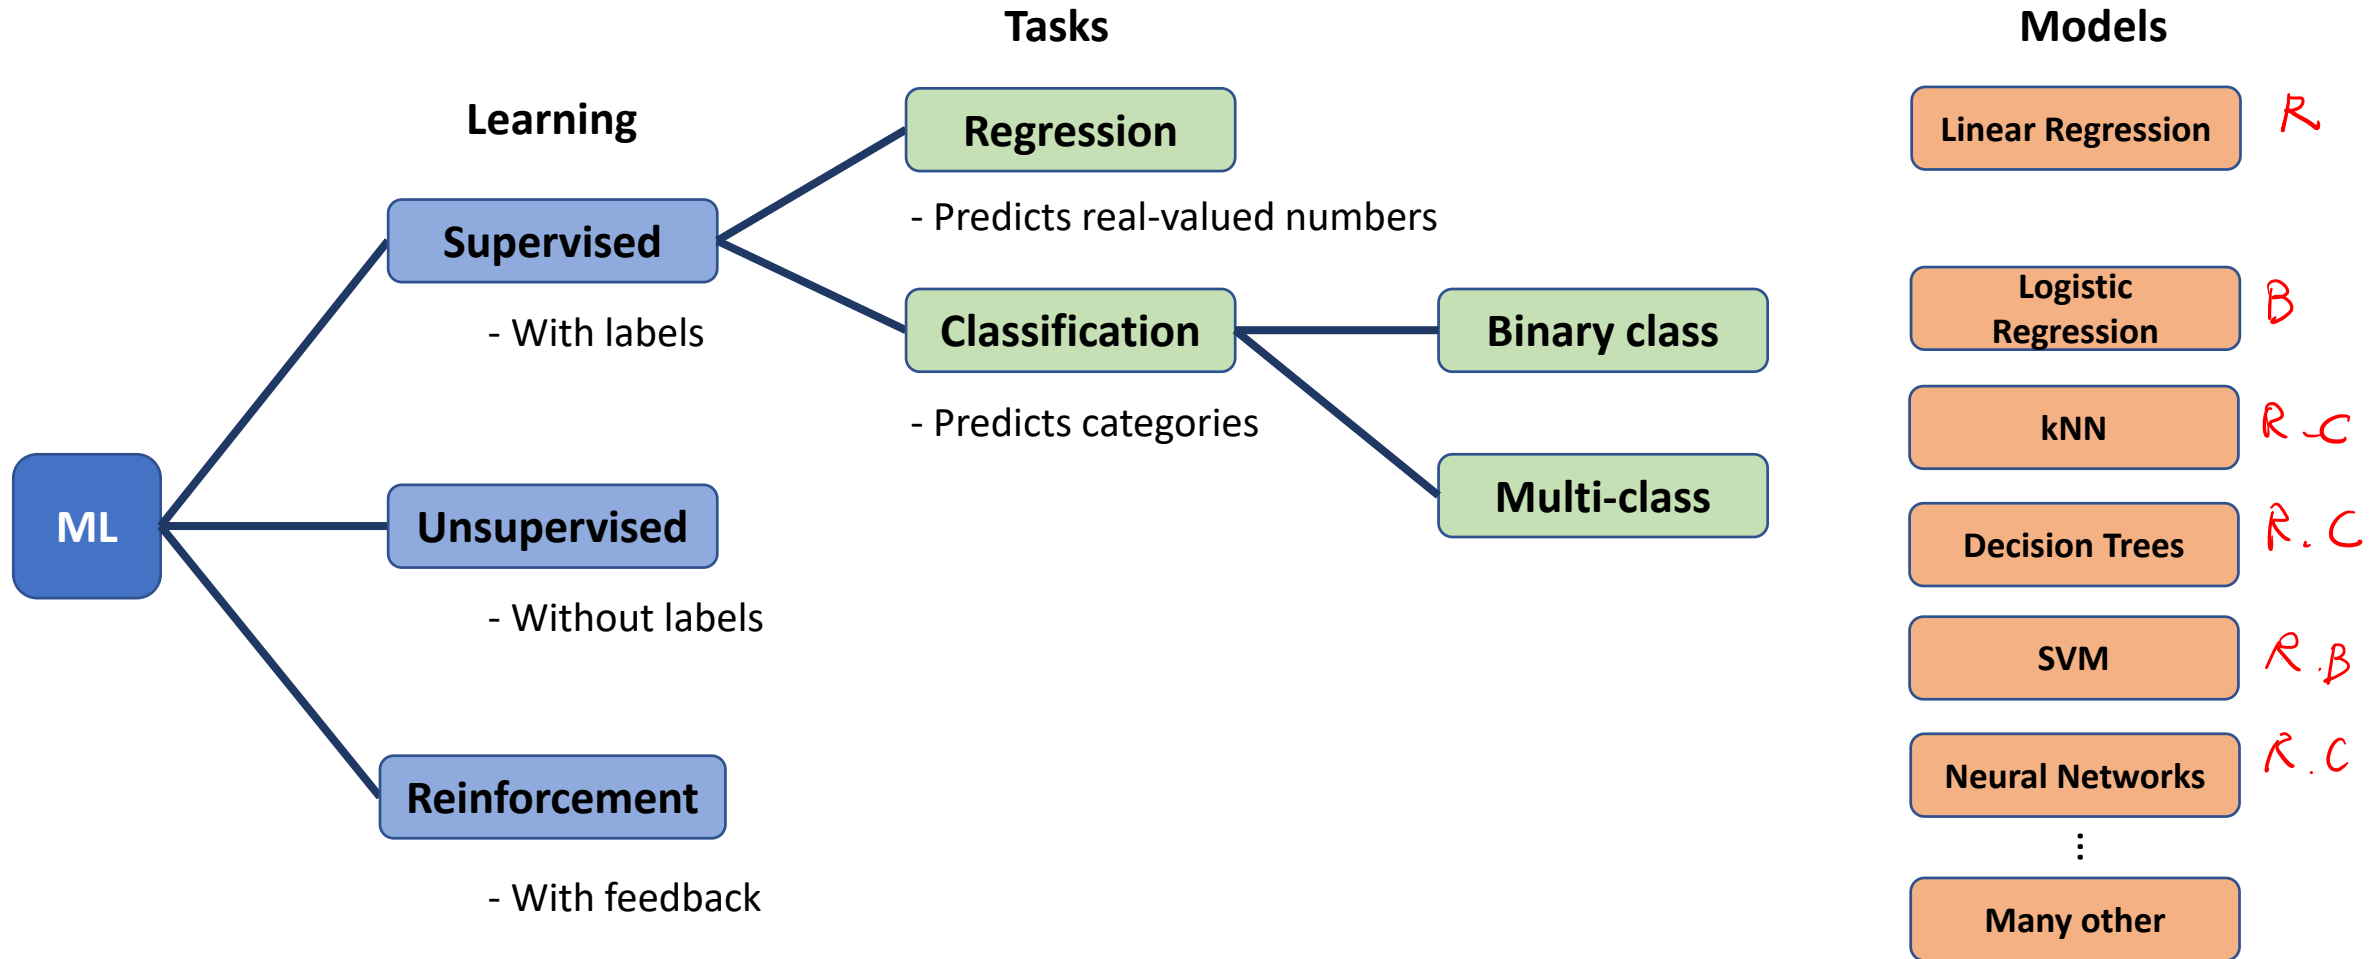 Tasks
Models
Learning
Regression
Linear Regression
R
- Predicts real-valued numbers
Supervised
- With labels
Classification
Binary class
Logistic
Regression
B
- Predicts categories
kNN
R-C
ML
Unsupervised
Multi-class
Decision Trees
R. C
- Without labels
SVM
R.B
Reinforcement
Neural Networks
R.C
...
- With feedback
Many other